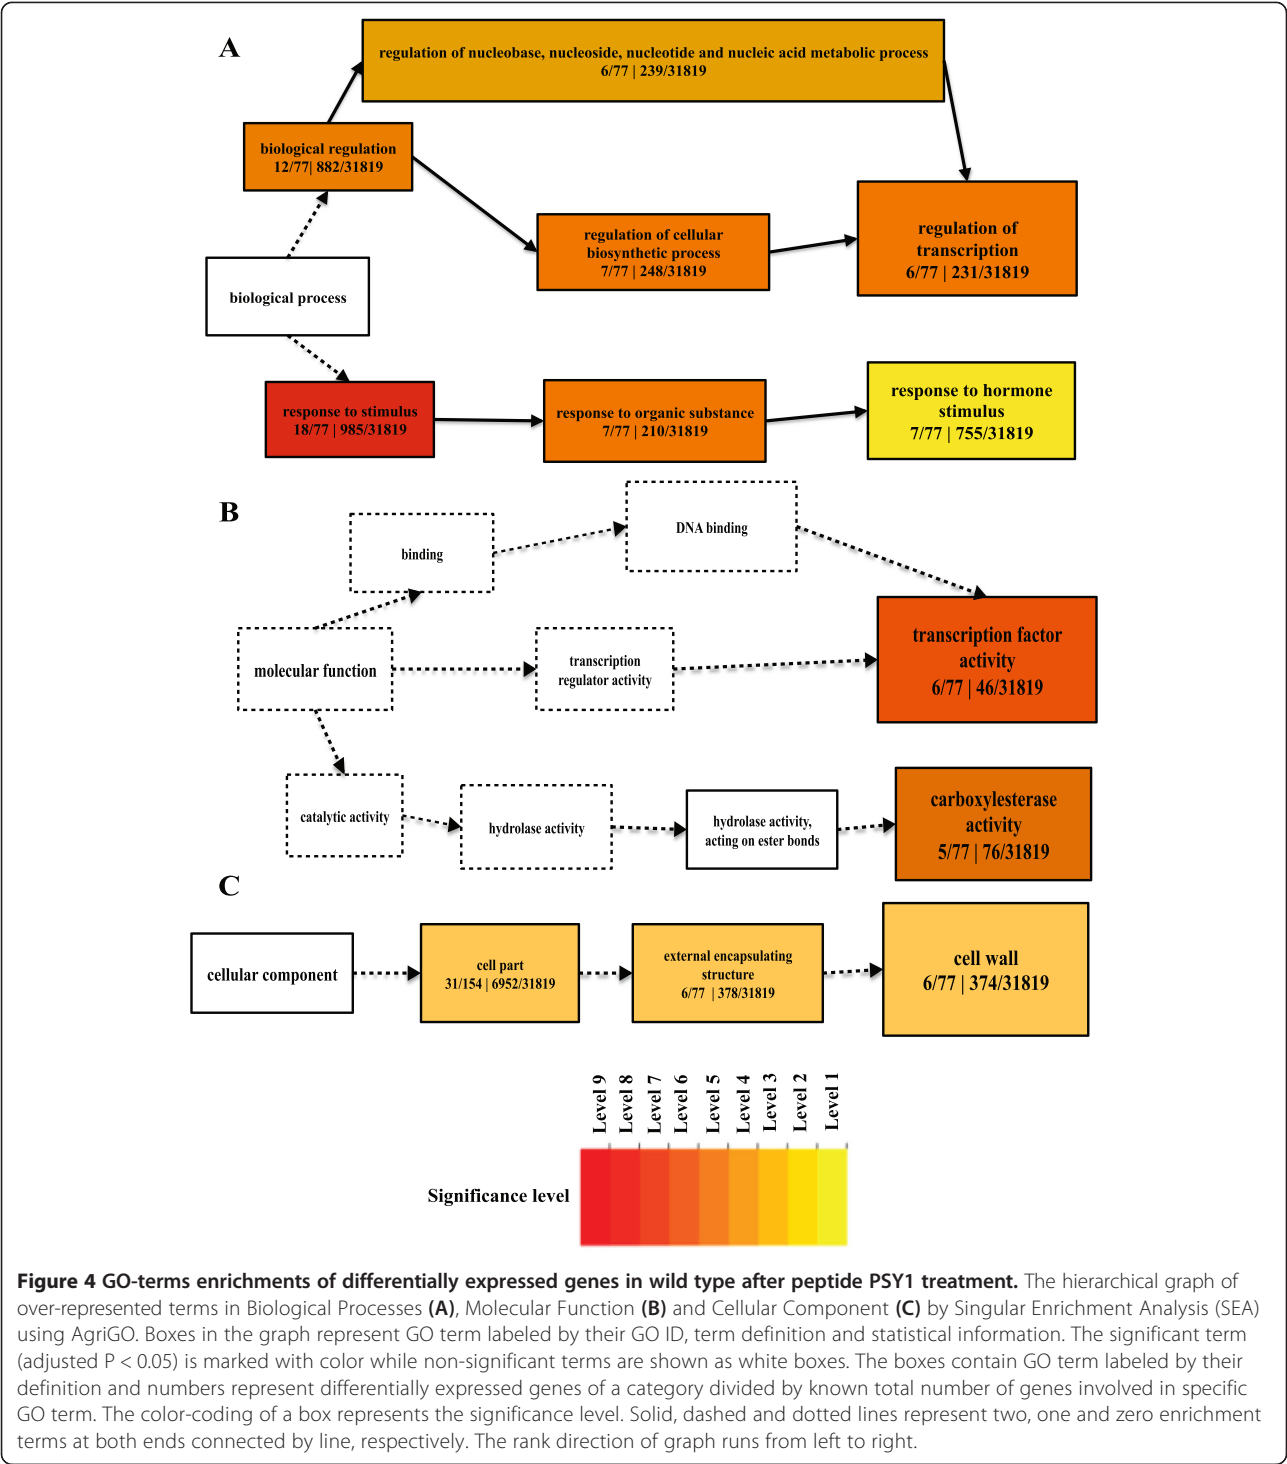 A
regulation of nucleobase, nucleoside, nucleotide and nucleic acid metabolic process
6/77 | 239/31819
biological regulation
12/77| 882/31819
regulation of cellular
biosynthetic process
7/77 | 248/31819
regulation of
transcription
6/77 | 231/31819
biological process
response to stimulus
18/77 | 985/31819
response to organic substance
7/77 | 210/31819
response to hormone
stimulus
7/77 | 755/31819
B
binding
DNA binding
molecular function
transcription
regulator activity
transcription factor
activity
6/77 | 46/31819
catalytic activity
hydrolase activity
hydrolase activity,
acting on ester bonds
carboxylesterase
activity
5/77 | 76/31819
C
cellular component
cell part
31/154 | 6952/31819
external encapsulating
structure
6/77 | 378/31819
cell wall
6/77 | 374/31819
Level 9
Level 8
Level 7
Level 6
Level 5
Level 4
Level 3
Level 2
Level 1
Significance level
Figure 4 GO-terms enrichments of differentially expressed genes in wild type after peptide PSY1 treatment. The hierarchical graph of
over-represented terms in Biological Processes (A), Molecular Function (B) and Cellular Component (C) by Singular Enrichment Analysis (SEA)
using AgriGO. Boxes in the graph represent GO term labeled by their GO ID, term definition and statistical information. The significant term
(adjusted P < 0.05) is marked with color while non-significant terms are shown as white boxes. The boxes contain GO term labeled by their
definition and numbers represent differentially expressed genes of a category divided by known total number of genes involved in specific
GO term. The color-coding of a box represents the significance level. Solid, dashed and dotted lines represent two, one and zero enrichment
terms at both ends connected by line, respectively. The rank direction of graph runs from left to right.